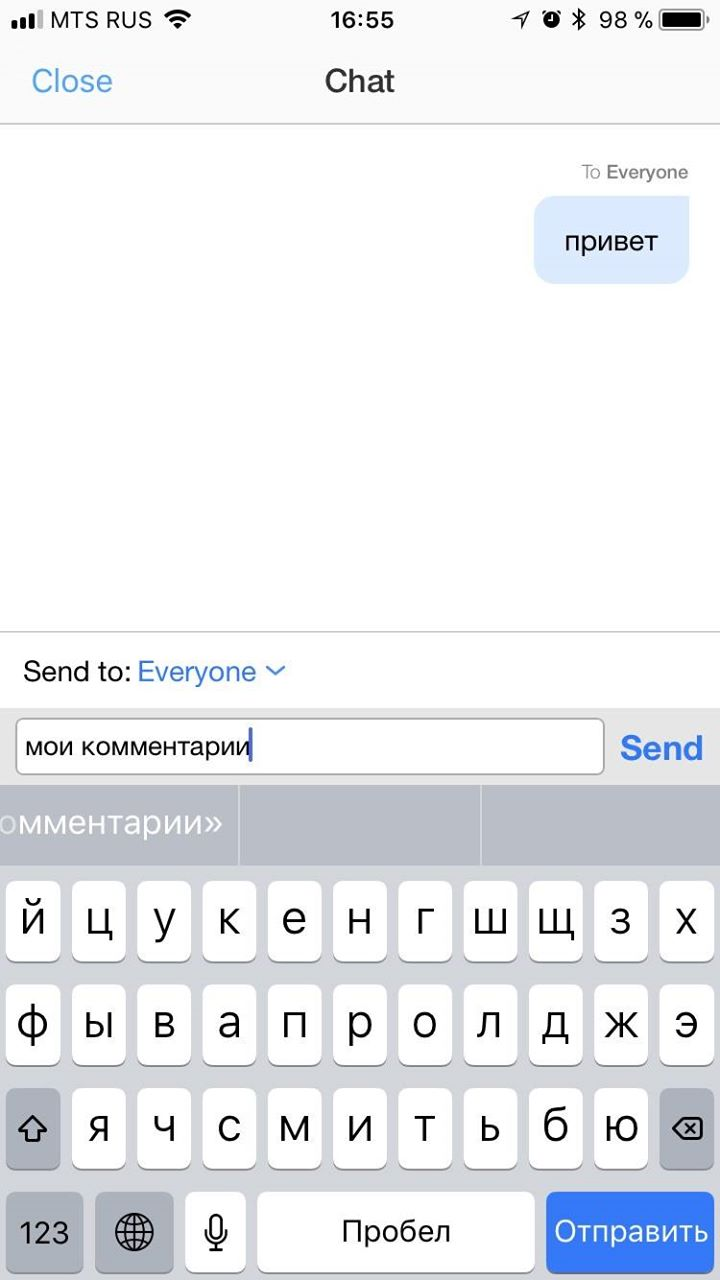 MTS RUS 16:55 98 %
Close Chat
To Everyone
привет
Send to: Everyone
мои комментарии
Send
омментарии»
й ц у к е н г ш щ з х
ф ы в а п р о л д ж э
я ч с м и т ь б ю
123 Пробел Отправить